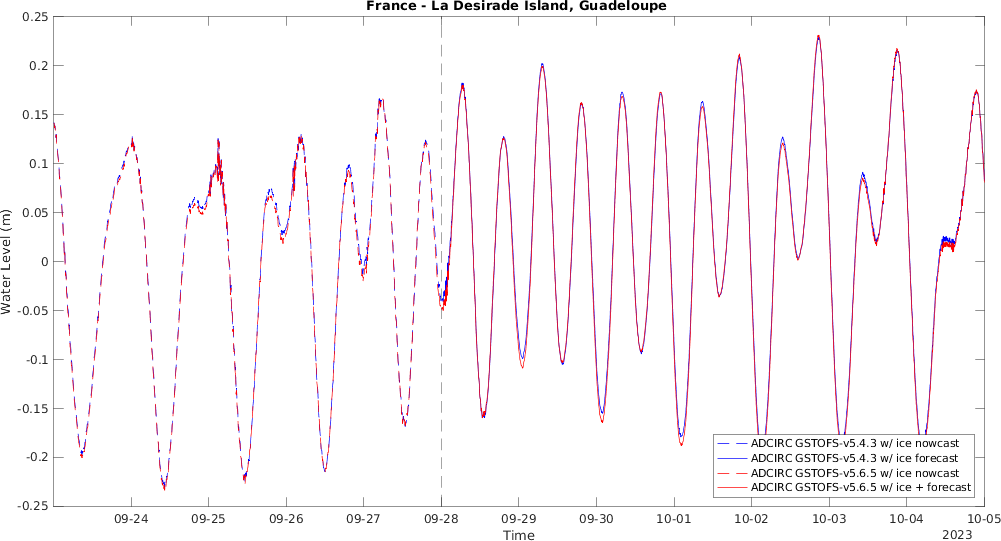 France - La Desirade Island, Guadeloupe
Water Level (m)
0.25
0.2
0.15
0.1
0.05
0
-0.05
-0.1
-0.15
-0.2
-0.25
ADCIRC GSTOFS-v5.4.3 w/ ice nowcast
ADCIRC GSTOFS-v5.4.3 w/ ice forecast
ADCIRC GSTOFS-v5.6.5 w/ ice nowcast
ADCIRC GSTOFS-v5.6.5 w/ ice + forecast
09-24 09-25 09-26 09-27 09-28 09-29 09-30 10-01 10-02 10-03 10-04 10-05
Time
2023